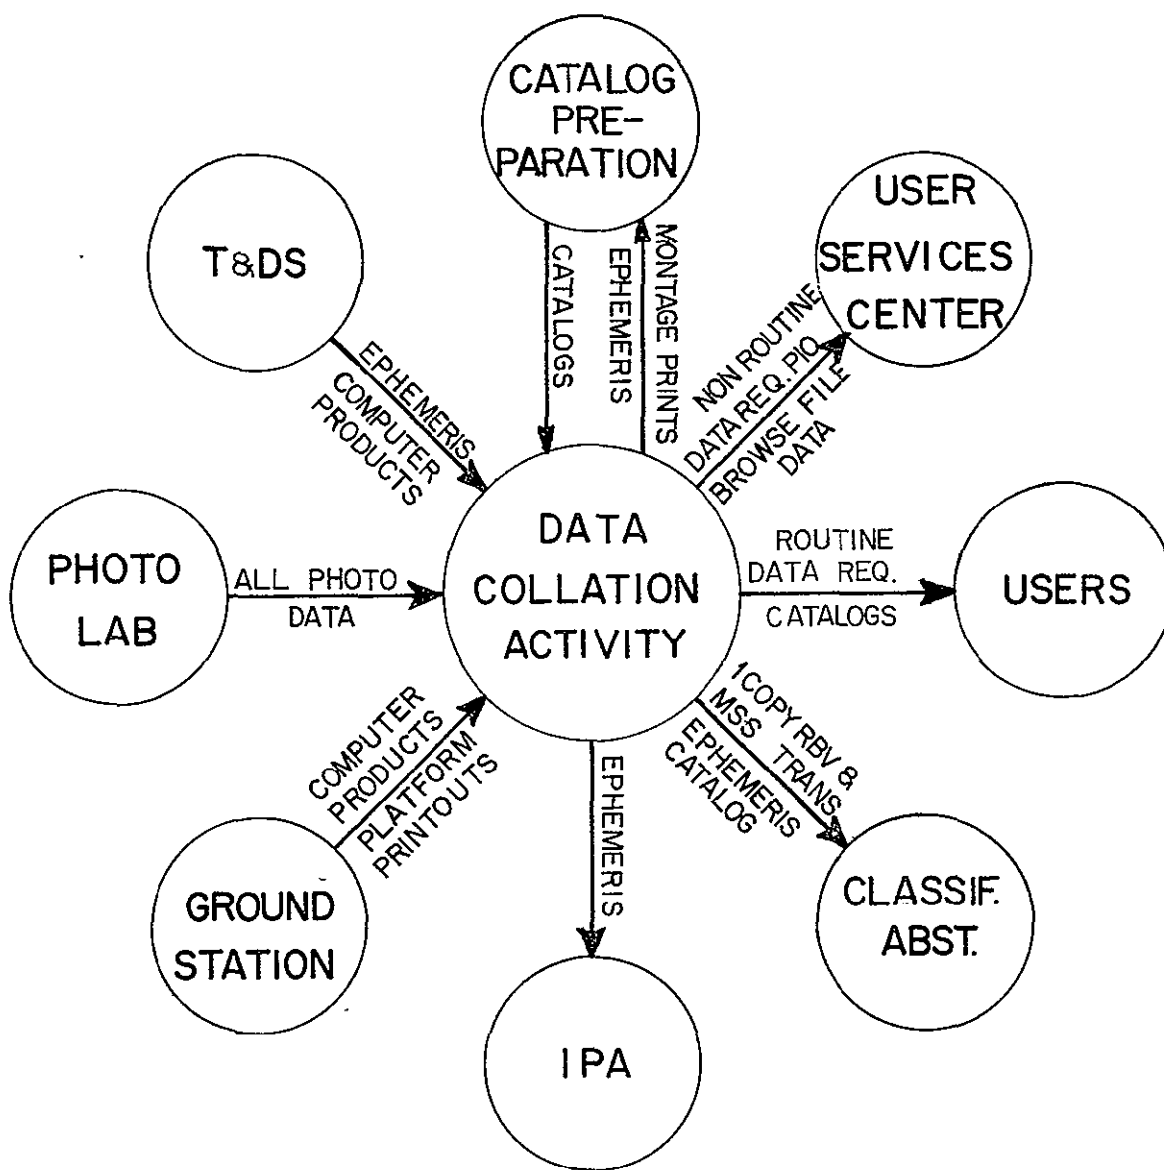 CATALOG
PRE-
PARATION
USER
SERVICES
CENTER
T&DS
CATALOGS
EPHEMERIS
MONTAGE PRINTS
NON ROUTINE
DATA REQ. PIO
BROWSE FILE
DATA
EPHEMERIS
COMPUTER
PRODUCTS
DATA
COLLATION
ACTIVITY
PHOTO
LAB
ALL PHOTO
DATA
ROUTINE
DATA REQ.
CATALOGS
USERS
COMPUTER
PRODUCTS
PLATFORM
PRINTOUTS
EPHEMERIS
1 COPY RBV &
MSS TRANS.
EPHEMERIS
CATALOG
GROUND
STATION
CLASSIF.
ABST.
IPA